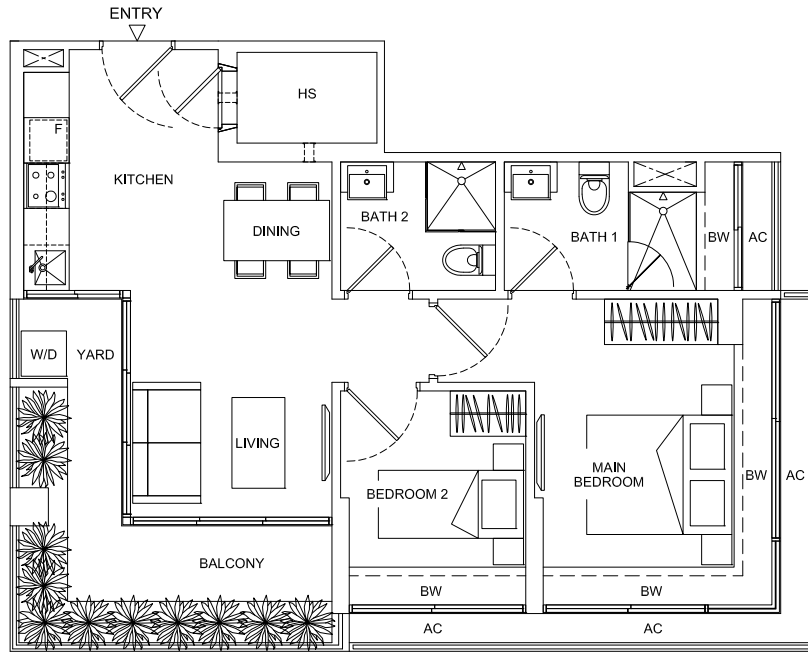 ENTRY
HS
F
KITCHEN
DINING
BATH 2
BATH 1
BW
AC
W/D
YARD
LIVING
BEDROOM 2
MAIN
BEDROOM
BW
AC
BALCONY
BW
BW
AC
AC